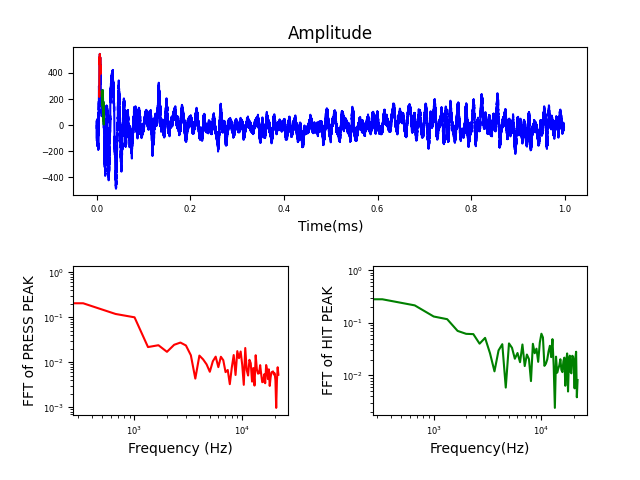 Amplitude
400
200
0
−200
−400
0.0 0.2 0.4 0.6 0.8 1.0
Time(ms)
FFT of PRESS PEAK
10⁰
10⁻¹
10⁻²
10⁻³
10³ 10⁴
Frequency (Hz)
FFT of HIT PEAK
10⁰
10⁻¹
10⁻²
10³ 10⁴
Frequency(Hz)